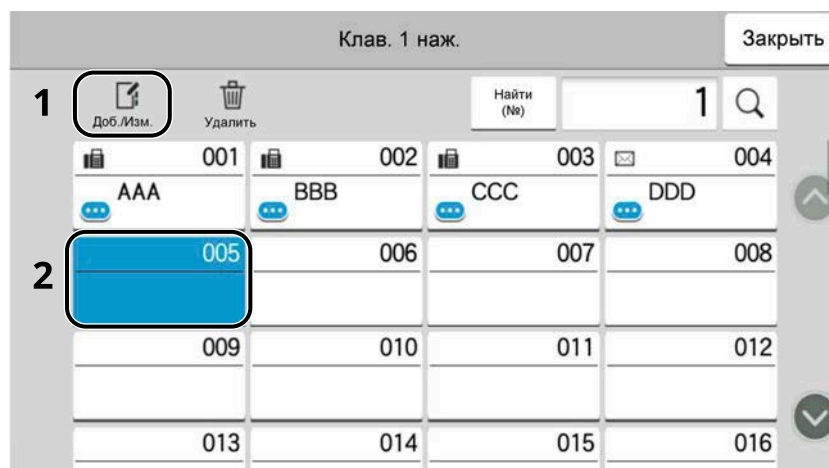 Клав. 1 наж.
Закрыть
1
Доб./Изм.
Удалить
Найти
(№)
1
001 002 003 004
AAA BBB CCC DDD
2
005 006 007 008
009 010 011 012
013 014 015 016